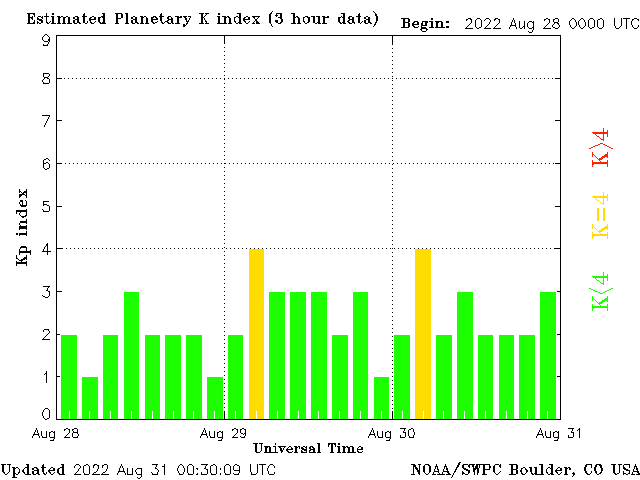 Estimated Planetary K index (3 hour data) Begin: 2022 Aug 28 0000 UTC
9
8
7
6
5
4
3
2
1
0
Kp index
K>4
K=4
K<4
Aug 28 Aug 29 Aug 30 Aug 31
Universal Time
Updated 2022 Aug 31 00:30:09 UTC NOAA/SWPC Boulder, CO USA